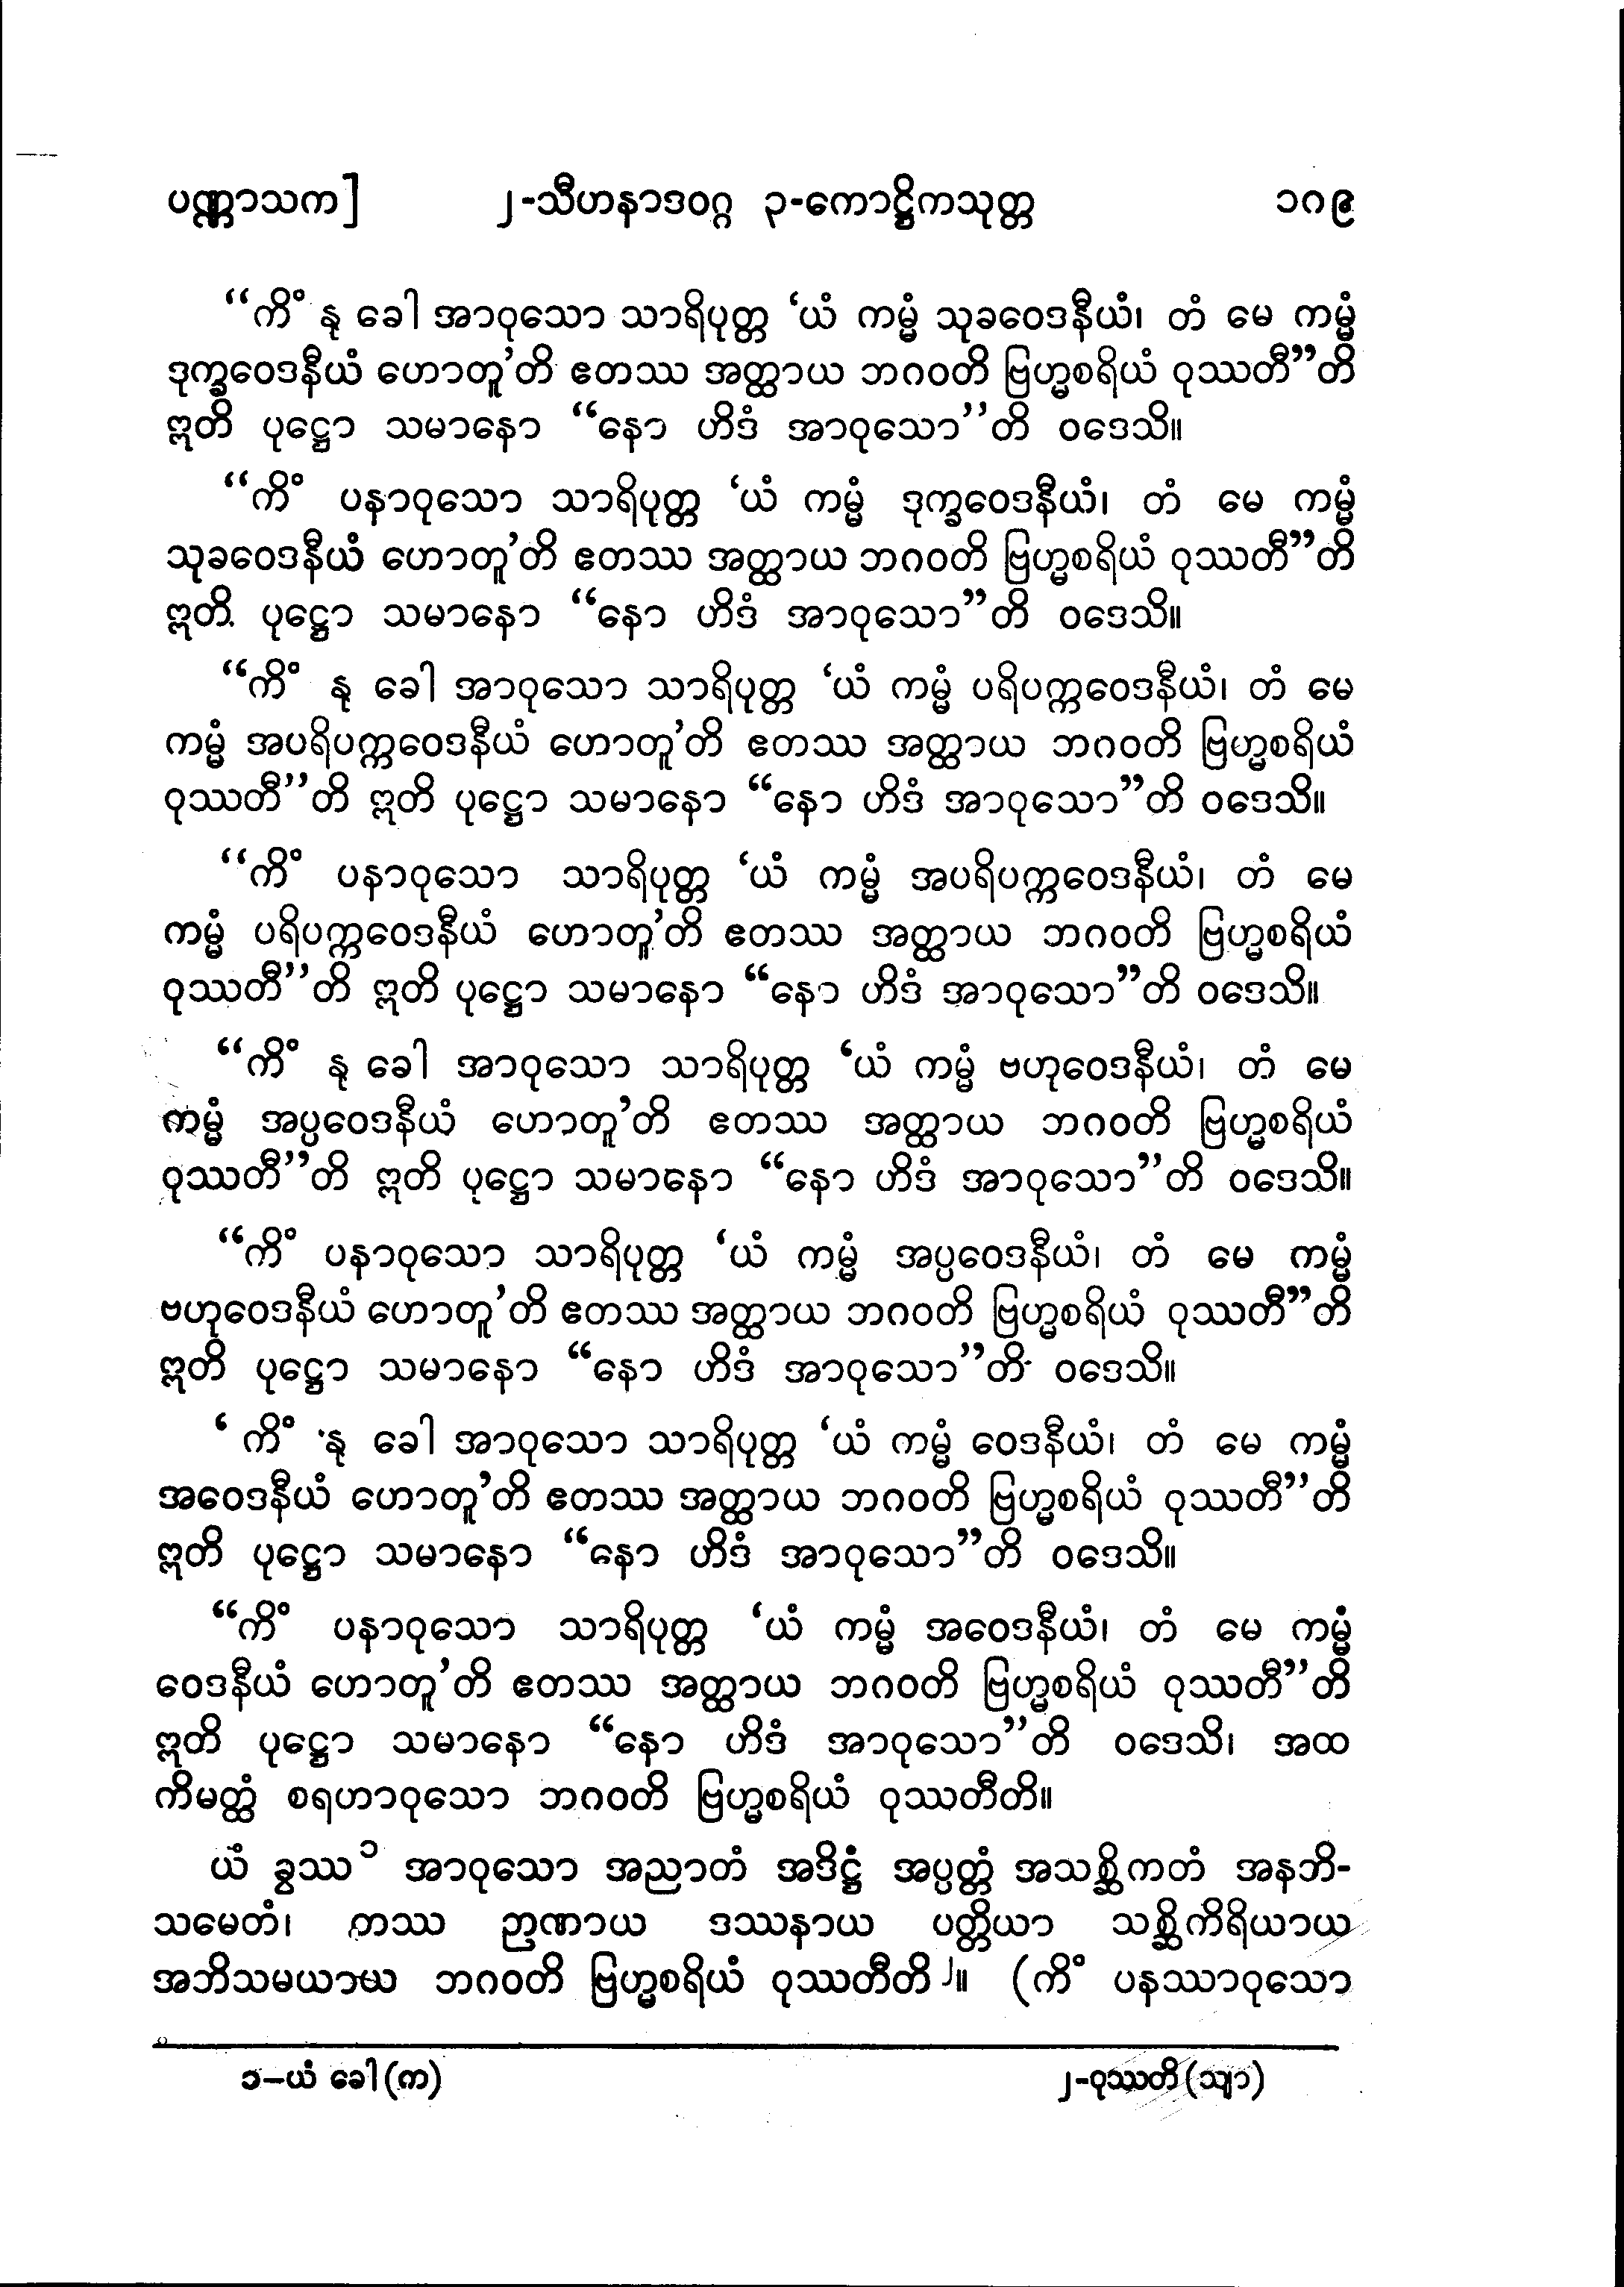 ပဏ္ဏာသက] ၂-သီဟနာဒဝဂ္ဂ ၃-ကောဋ္ဌိကသုတ္တ ၁၈၉
“ကိံ နု ခေါ အာဝုသော သာရိပုတ္တ ‘ယံ ကမ္မံ သုခဝေဒနီယံ၊ တံ မေ ကမ္မံ
ဒုက္ခဝေဒနီယံ ဟောတူ’တိ ဧတဿ အတ္ထာယ ဘဂဝတိ ဗြဟ္မစရိယံ ဝုဿတီ”တိ
ဣတိ ပုဋ္ဌော သမာနော “နော ဟိဒံ အာဝုသော”တိ ဝဒေသိ။
“ကိံ ပနာဝုသော သာရိပုတ္တ ‘ယံ ကမ္မံ ဒုက္ခဝေဒနီယံ၊ တံ မေ ကမ္မံ
သုခဝေဒနီယံ ဟောတူ’တိ ဧတဿ အတ္ထာယ ဘဂဝတိ ဗြဟ္မစရိယံ ဝုဿတီ”တိ
ဣတိ ပုဋ္ဌော သမာနော “နော ဟိဒံ အာဝုသော”တိ ဝဒေသိ။
“ကိံ နု ခေါ အာဝုသော သာရိပုတ္တ ‘ယံ ကမ္မံ ပရိပက္ကဝေဒနီယံ၊ တံ မေ
ကမ္မံ အပရိပက္ကဝေဒနီယံ ဟောတူ’တိ ဧတဿ အတ္ထာယ ဘဂဝတိ ဗြဟ္မစရိယံ
ဝုဿတီ”တိ ဣတိ ပုဋ္ဌော သမာနော “နော ဟိဒံ အာဝုသော”တိ ဝဒေသိ။
“ကိံ ပနာဝုသော သာရိပုတ္တ ‘ယံ ကမ္မံ အပရိပက္ကဝေဒနီယံ၊ တံ မေ
ကမ္မံ ပရိပက္ကဝေဒနီယံ ဟောတူ’တိ ဧတဿ အတ္ထာယ ဘဂဝတိ ဗြဟ္မစရိယံ
ဝုဿတီ”တိ ဣတိ ပုဋ္ဌော သမာနော “နော ဟိဒံ အာဝုသော”တိ ဝဒေသိ။
“ကိံ နု ခေါ အာဝုသော သာရိပုတ္တ ‘ယံ ကမ္မံ ဗဟုဝေဒနီယံ၊ တံ မေ
ကမ္မံ အပ္ပဝေဒနီယံ ဟောတူ’တိ ဧတဿ အတ္ထာယ ဘဂဝတိ ဗြဟ္မစရိယံ
ဝုဿတီ”တိ ဣတိ ပုဋ္ဌော သမာနော “နော ဟိဒံ အာဝုသော”တိ ဝဒေသိ။
“ကိံ ပနာဝုသော သာရိပုတ္တ ‘ယံ ကမ္မံ အပ္ပဝေဒနီယံ၊ တံ မေ ကမ္မံ
ဗဟုဝေဒနီယံ ဟောတူ’တိ ဧတဿ အတ္ထာယ ဘဂဝတိ ဗြဟ္မစရိယံ ဝုဿတီ”တိ
ဣတိ ပုဋ္ဌော သမာနော “နော ဟိဒံ အာဝုသော”တိ ဝဒေသိ။
‘ ကိံ နု ခေါ အာဝုသော သာရိပုတ္တ ‘ယံ ကမ္မံ ဝေဒနီယံ၊ တံ မေ ကမ္မံ
အဝေဒနီယံ ဟောတူ’တိ ဧတဿ အတ္ထာယ ဘဂဝတိ ဗြဟ္မစရိယံ ဝုဿတီ”တိ
ဣတိ ပုဋ္ဌော သမာနော “နော ဟိဒံ အာဝုသော”တိ ဝဒေသိ။
“ကိံ ပနာဝုသော သာရိပုတ္တ ‘ယံ ကမ္မံ အဝေဒနီယံ၊ တံ မေ ကမ္မံ
ဝေဒနီယံ ဟောတူ’တိ ဧတဿ အတ္ထာယ ဘဂဝတိ ဗြဟ္မစရိယံ ဝုဿတီ”တိ
ဣတိ ပုဋ္ဌော သမာနော “နော ဟိဒံ အာဝုသော”တိ ဝဒေသိ၊ အထ
ကိမတ္ထံ စရဟာဝုသော ဘဂဝတိ ဗြဟ္မစရိယံ ဝုဿတီတိ။
ယံ ခွဿ ၁ အာဝုသော အညာတံ အဒိဋ္ဌံ အပ္ပတ္တံ အသစ္ဆိကတံ အနဘိ-
သမေတံ၊ တဿ ဉာဏာယ ဒဿနာယ ပတ္တိယာ သစ္ဆိကိရိယာယ
အဘိသမယာယ ဘဂဝတိ ဗြဟ္မစရိယံ ဝုဿတီတိ ၂။ (ကိံ ပနဿာဝုသော
၁-ယံ ခေါ (က) ၂-ဝုဿတိ (သျာ)